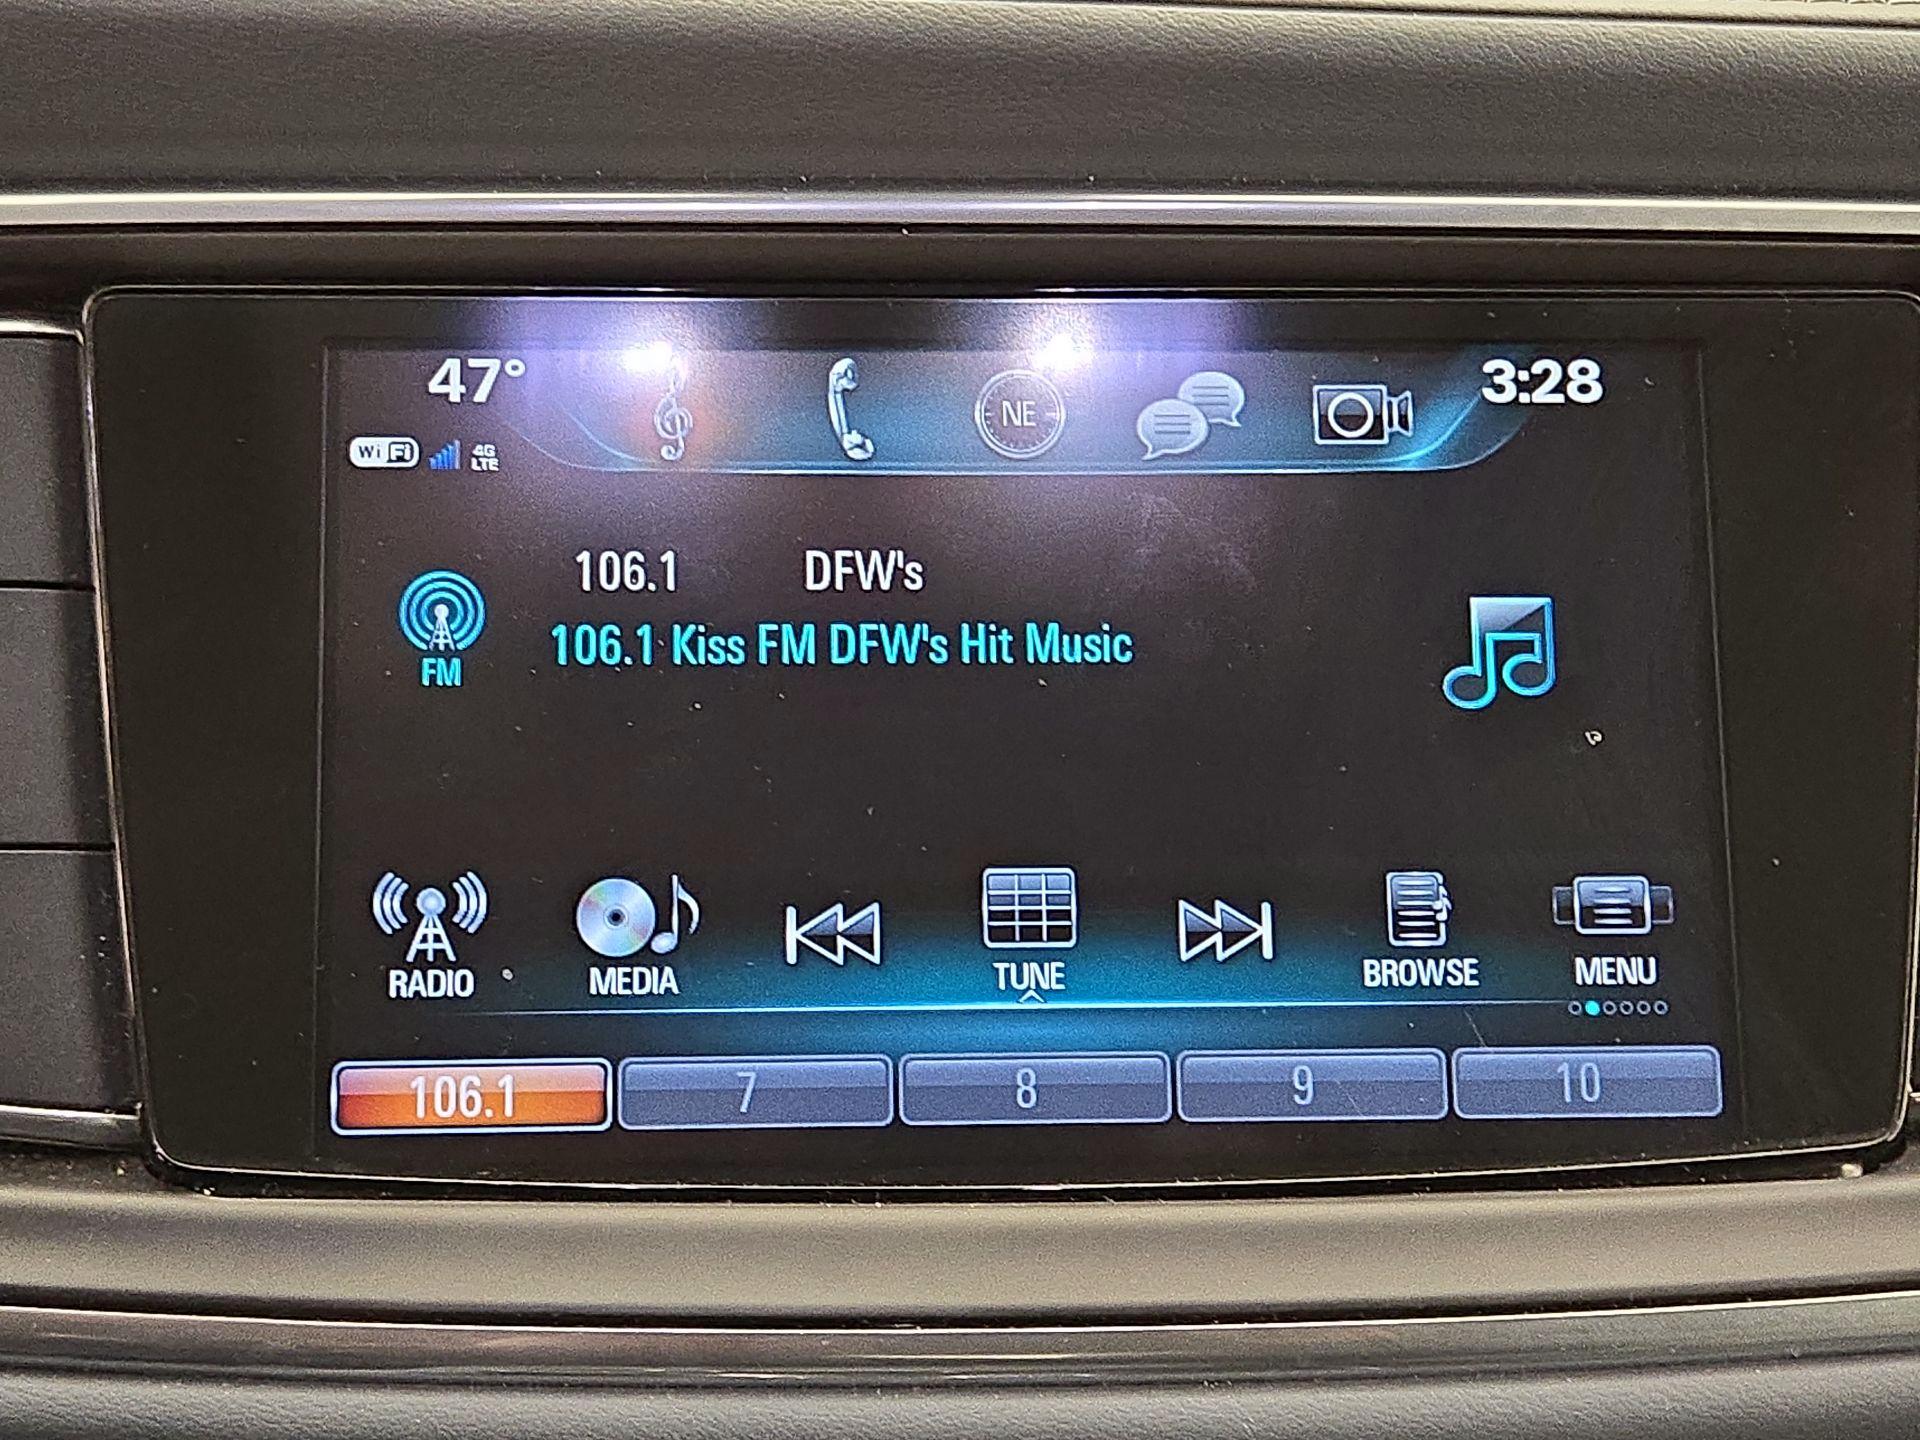 47° 3:28
NE
WiFi 4G LTE
106.1 DFW's
106.1 Kiss FM DFW's Hit Music
FM
RADIO MEDIA TUNE BROWSE MENU
106.1 7 8 9 10